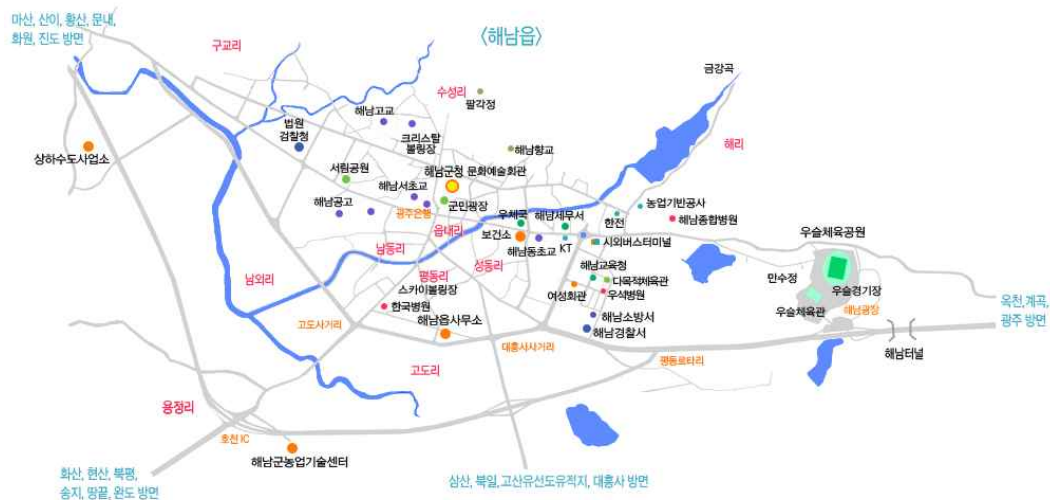 마산, 산이, 황산, 문내,
화원, 진도 방면
〈해남읍〉
구교리
수성리
팔각정
금강곡
해남고교
법원
검찰청
크리스탈
볼링장
해남향교
해리
상하수도사업소
서림공원
해남군청
문화예술회관
해남서초교
해남공고
광주은행
군민광장
우체국
해남세무서
한전
농업기반공사
해남종합병원
읍내리
보건소
해남동초교
KT
시외버스터미널
우슬체육공원
남동리
성동리
남외리
평동리
해남교육청
다목적체육관
민수정
스카이볼링장
여성회관
우석병원
우슬경기장
한국병원
해남소방서
우슬체육관
해남광장
옥천, 계곡,
광주 방면
고도사거리
해남읍사무소
해남경찰서
대흥사사거리
해남터널
평동로타리
고도리
용정리
호천 IC
해남군농업기술센터
화산, 현산, 북평,
송지, 땅끝, 완도 방면
삼산, 북일, 고산유선도유적지, 대흥사 방면